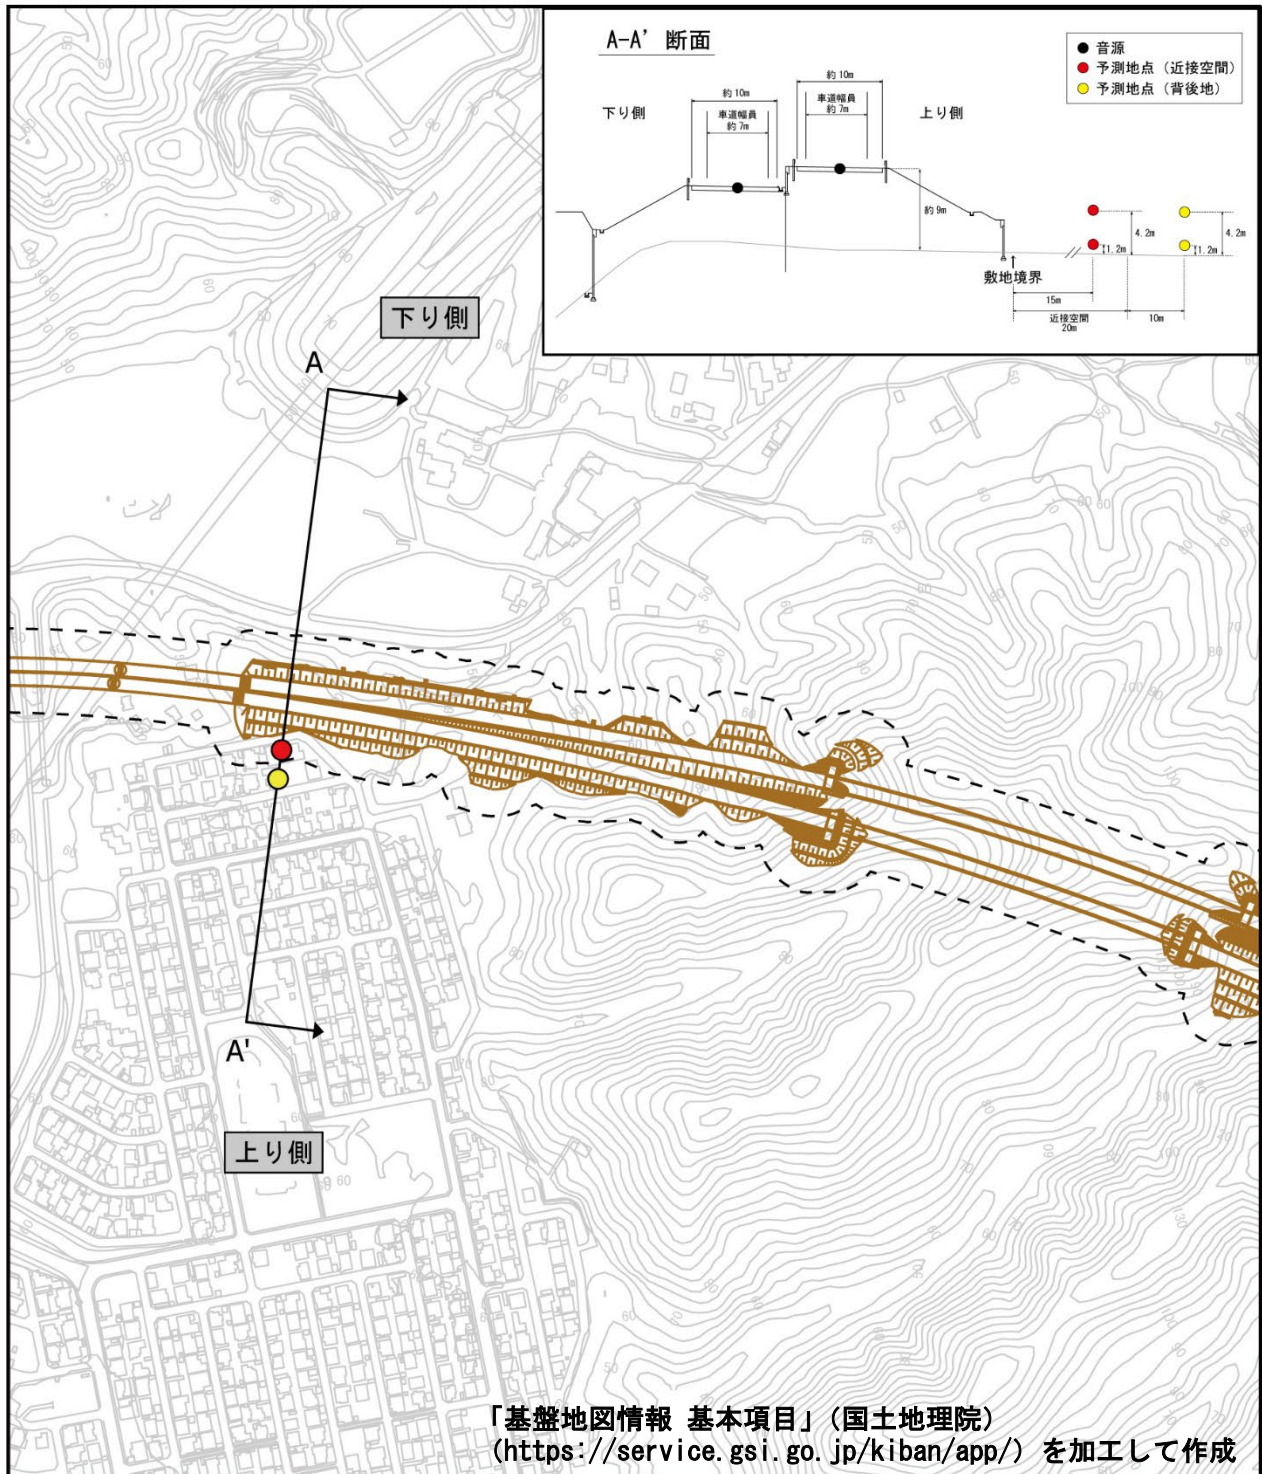 A-A' 断面
● 音源
● 予測地点 (近接空間)
● 予測地点 (背後地)
約10m
約10m
車道幅員
約7m
車道幅員
約7m
下り側
上り側
約9m
4.2m
1.2m
4.2m
1.2m
敷地境界
15m
近接空間
20m
10m
下り側
A
A'
上り側
「基盤地図情報 基本項目」(国土地理院)
(https://service.gsi.go.jp/kiban/app/) を加工して作成